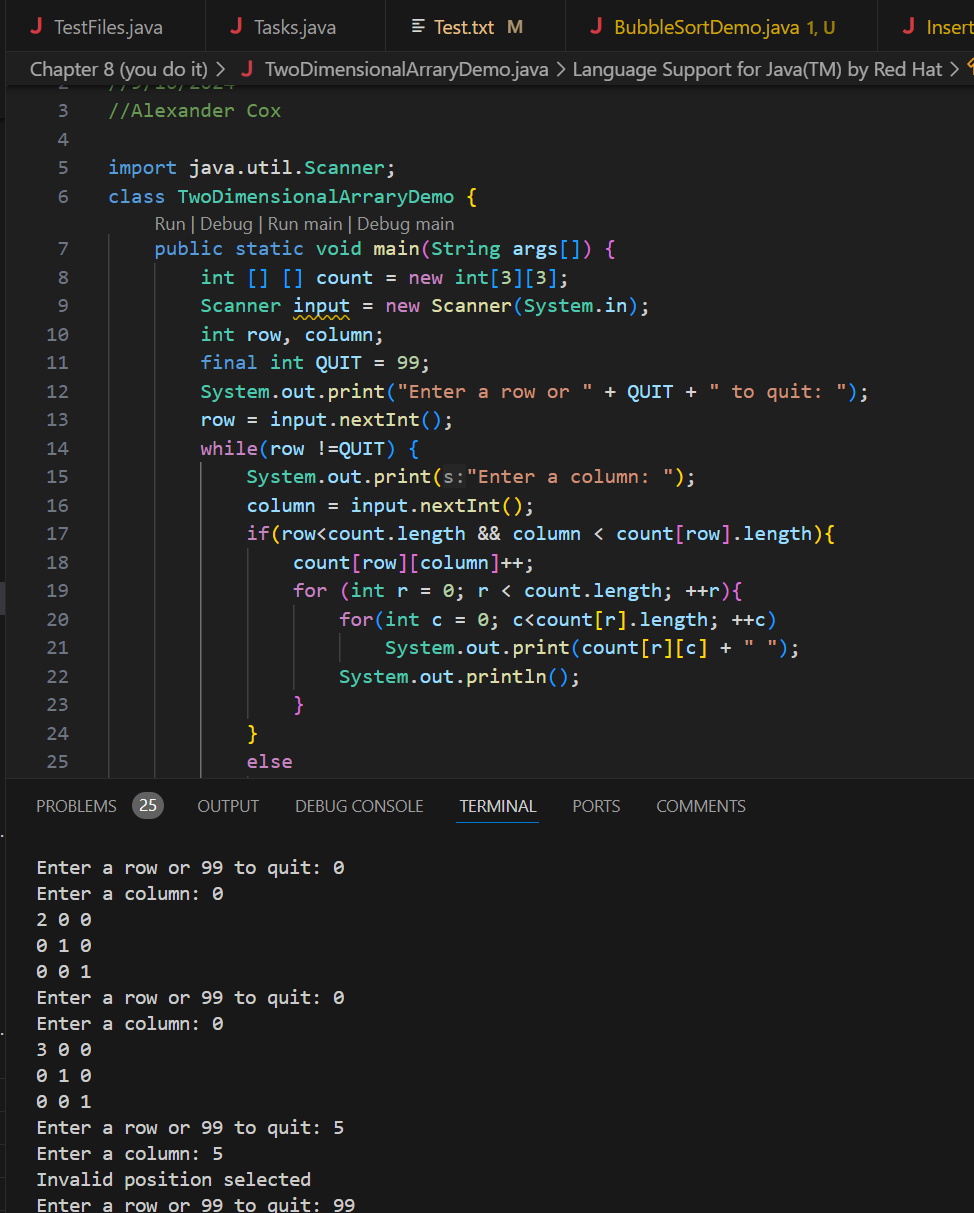 TestFiles.java Tasks.java Test.txt M BubbleSortDemo.java 1, U Insert
Chapter 8 (you do it) > TwoDimensionalArraryDemo.java > Language Support for Java(TM) by Red Hat >
3 //Alexander Cox
4
5 import java.util.Scanner;
6 class TwoDimensionalArraryDemo {
Run | Debug | Run main | Debug main
7 public static void main(String args[]) {
8 int [] [] count = new int[3][3];
9 Scanner input = new Scanner(System.in);
10 int row, column;
11 final int QUIT = 99;
12 System.out.print("Enter a row or " + QUIT + " to quit: ");
13 row = input.nextInt();
14 while(row !=QUIT) {
15 System.out.print(s:"Enter a column: ");
16 column = input.nextInt();
17 if(row<count.length && column < count[row].length){
18 count[row][column]++;
19 for (int r = 0; r < count.length; ++r){
20 for(int c = 0; c<count[r].length; ++c)
21 System.out.print(count[r][c] + " ");
22 System.out.println();
23 }
24 }
25 else
PROBLEMS 25 OUTPUT DEBUG CONSOLE TERMINAL PORTS COMMENTS
Enter a row or 99 to quit: 0
Enter a column: 0
2 0 0
0 1 0
0 0 1
Enter a row or 99 to quit: 0
Enter a column: 0
3 0 0
0 1 0
0 0 1
Enter a row or 99 to quit: 5
Enter a column: 5
Invalid position selected
Enter a row or 99 to quit: 99